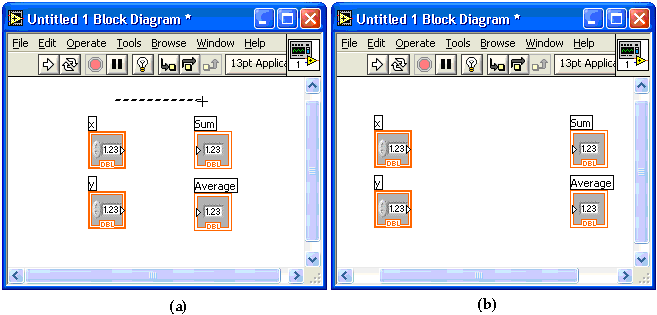 Untitled 1 Block Diagram *
File Edit Operate Tools Browse Window Help
13pt Applica
1
x
1.23
DBL
Sum
1.23
DBL
y
1.23
DBL
Average
1.23
DBL
(a)
Untitled 1 Block Diagram *
File Edit Operate Tools Browse Window Help
13pt Applica
1
x
1.23
DBL
Sum
1.23
DBL
y
1.23
DBL
Average
1.23
DBL
(b)